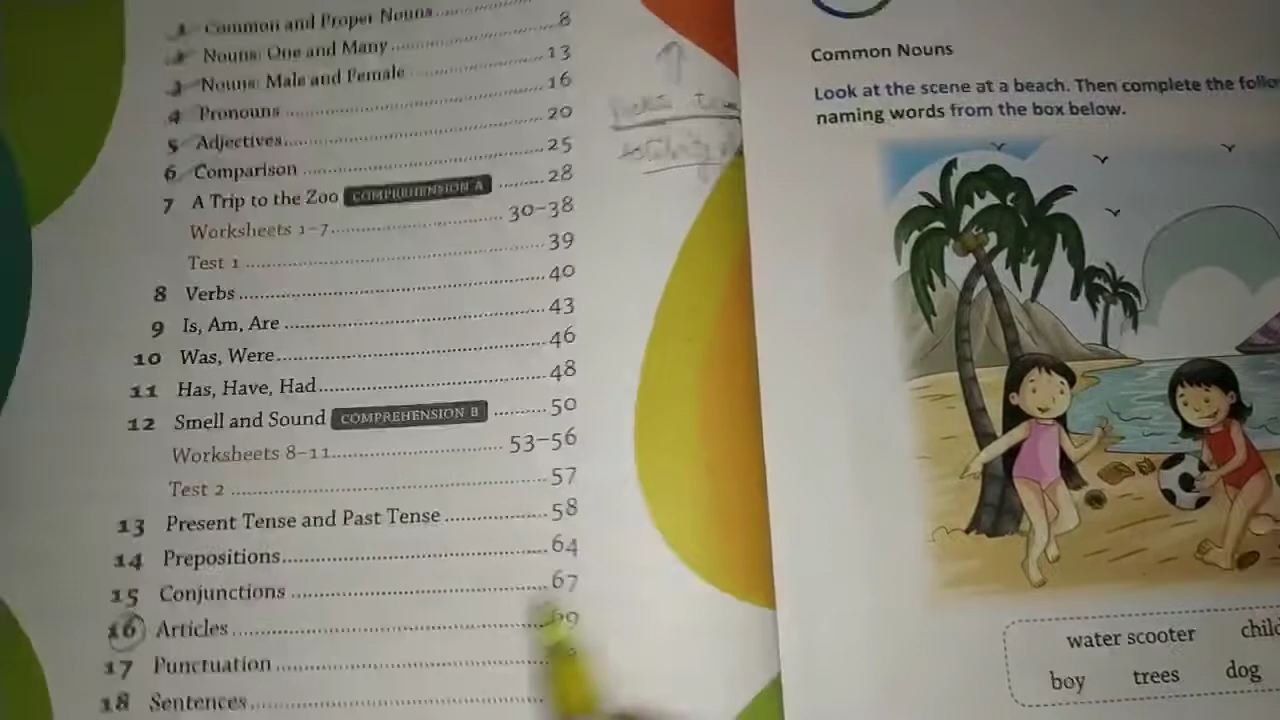 1 Common and Proper Nouns
2 Nouns: One and Many 8
3 Nouns: Male and Female 13
4 Pronouns 16
5 Adjectives 20
6 Comparison 25
7 A Trip to the Zoo COMPREHENSION A 28
Worksheets 1–7 30–38
Test 1 39
8 Verbs 40
9 Is, Am, Are 43
10 Was, Were 46
11 Has, Have, Had 48
12 Smell and Sound COMPREHENSION B 50
Worksheets 8–11 53–56
Test 2 57
13 Present Tense and Past Tense 58
14 Prepositions 64
15 Conjunctions 67
16 Articles 69
17 Punctuation
18 Sentences
Common Nouns
Look at the scene at a beach. Then complete the follo
naming words from the box below.
water scooter child
boy trees dog